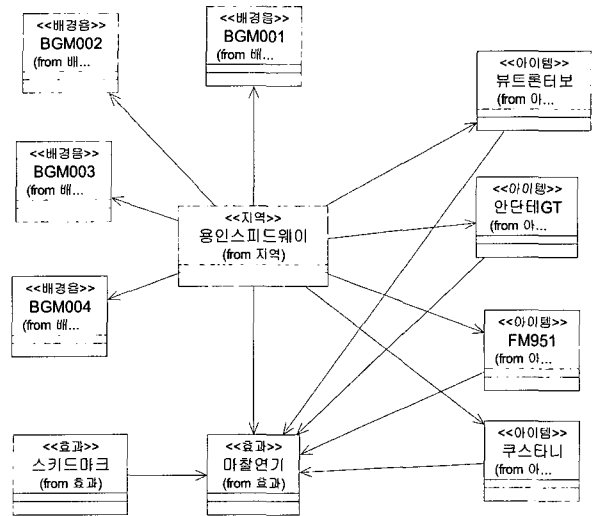 <<배경음>>
BGM002
(from 배...
<<배경음>>
BGM001
(from 배...
<<아이템>>
뷰트론터보
(from 아...
<<배경음>>
BGM003
(from 배...
<<지역>>
용인스피드웨이
(from 지역)
<<아이템>>
안단테GT
(from 아...
<<배경음>>
BGM004
(from 배...
<<아이템>>
FM951
(from 아...
<<효과>>
스키드마크
(from 효과)
<<효과>>
마찰연기
(from 효과)
<<아이템>>
쿠스타니
(from 아...